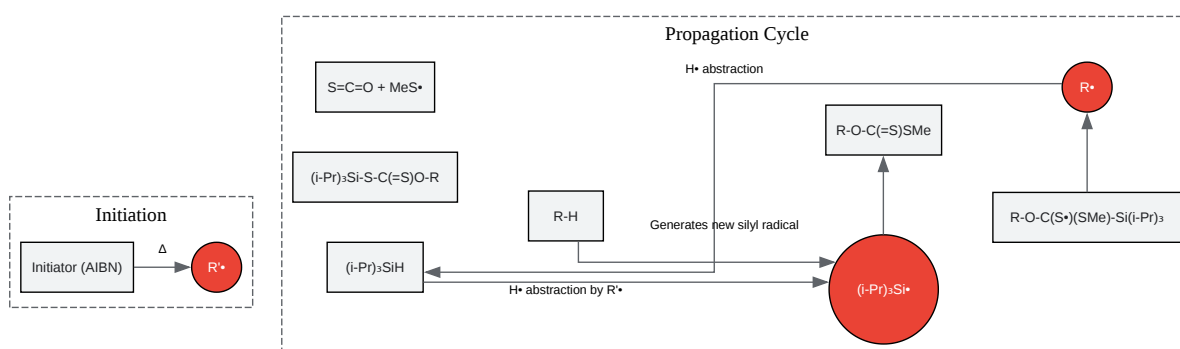 Propagation Cycle
S=C=O + MeS•
H• abstraction
R•
R-O-C(=S)SMe
(i-Pr)₃Si-S-C(=S)O-R
R-H
R-O-C(S•)(SMe)-Si(i-Pr)₃
Generates new silyl radical
Initiation
Initiator (AIBN)
Δ
R'•
(i-Pr)₃SiH
H• abstraction by R'•
(i-Pr)₃Si•